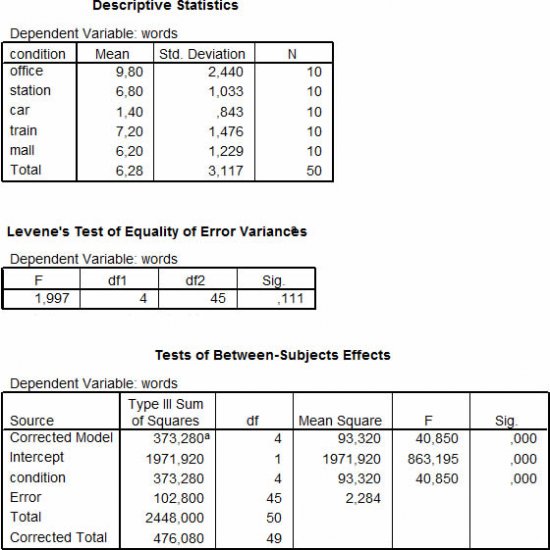 Descriptive Statistics
Dependent Variable: words
condition Mean Std. Deviation N
office 9,80 2,440 10
station 6,80 1,033 10
car 1,40 ,843 10
train 7,20 1,476 10
mall 6,20 1,229 10
Total 6,28 3,117 50
Levene's Test of Equality of Error Variances
Dependent Variable: words
F df1 df2 Sig.
1,997 4 45 ,111
Tests of Between-Subjects Effects
Dependent Variable: words
Type III Sum
Source of Squares df Mean Square F Sig.
Corrected Model 373,280a 4 93,320 40,850 ,000
Intercept 1971,920 1 1971,920 863,195 ,000
condition 373,280 4 93,320 40,850 ,000
Error 102,800 45 2,284
Total 2448,000 50
Corrected Total 476,080 49